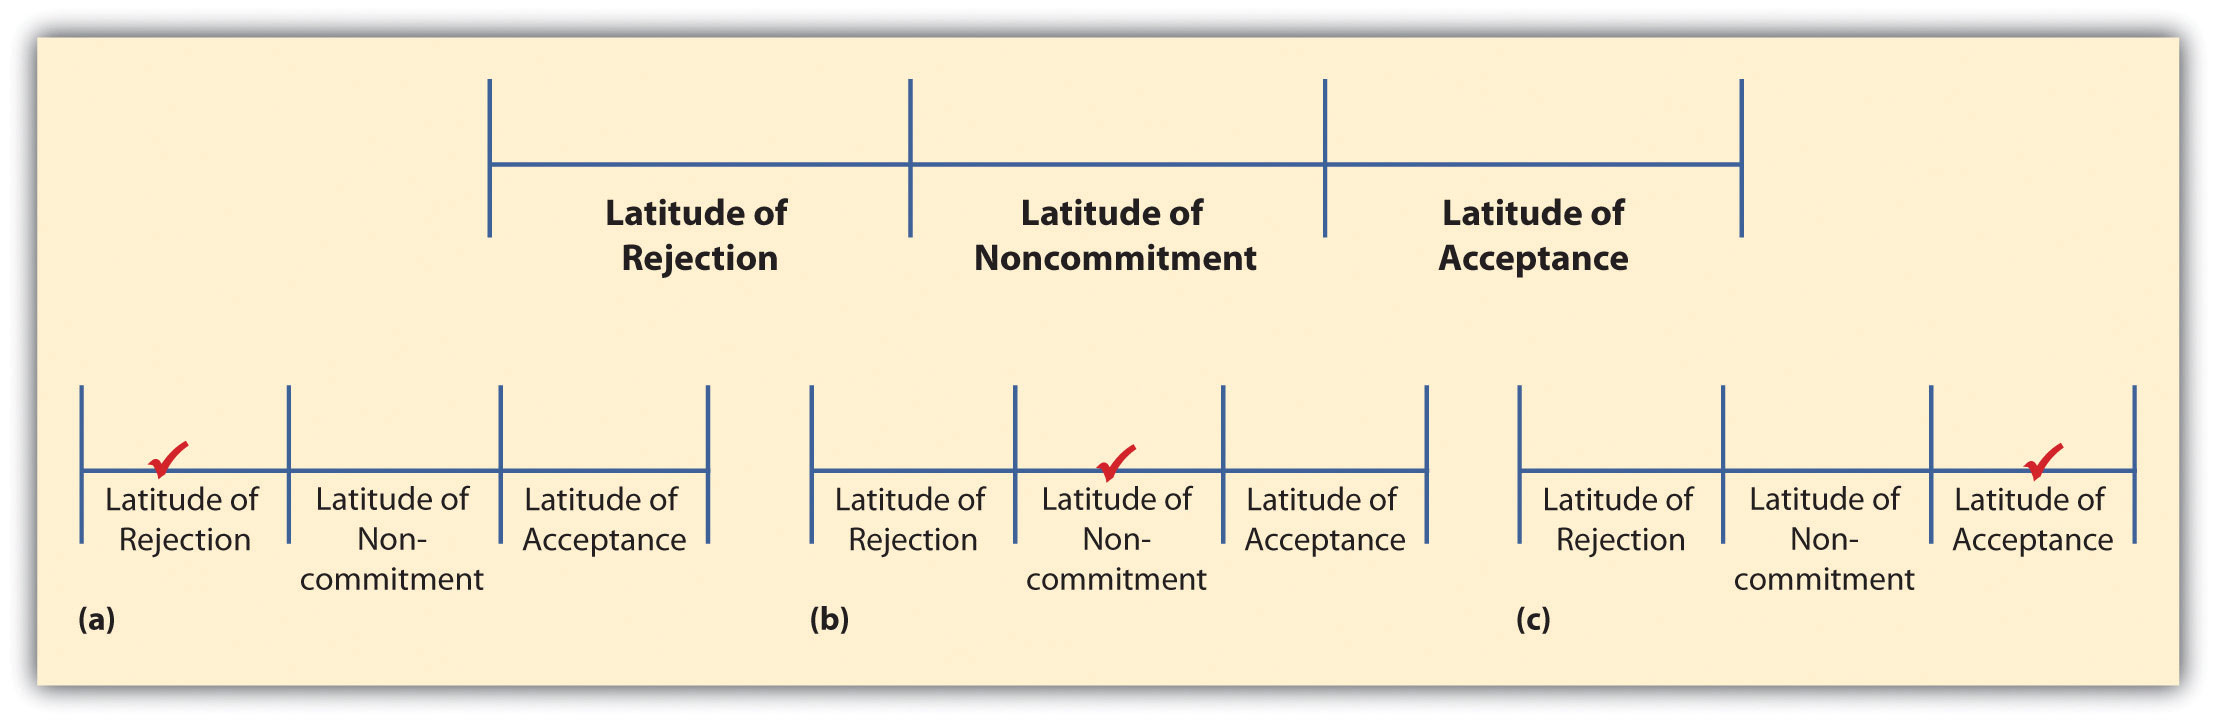 Latitude of
Rejection
Latitude of
Noncommitment
Latitude of
Acceptance
Latitude of
Rejection
Latitude of
Non-
commitment
Latitude of
Acceptance
(a)
Latitude of
Rejection
Latitude of
Non-
commitment
Latitude of
Acceptance
(b)
Latitude of
Rejection
Latitude of
Non-
commitment
Latitude of
Acceptance
(c)